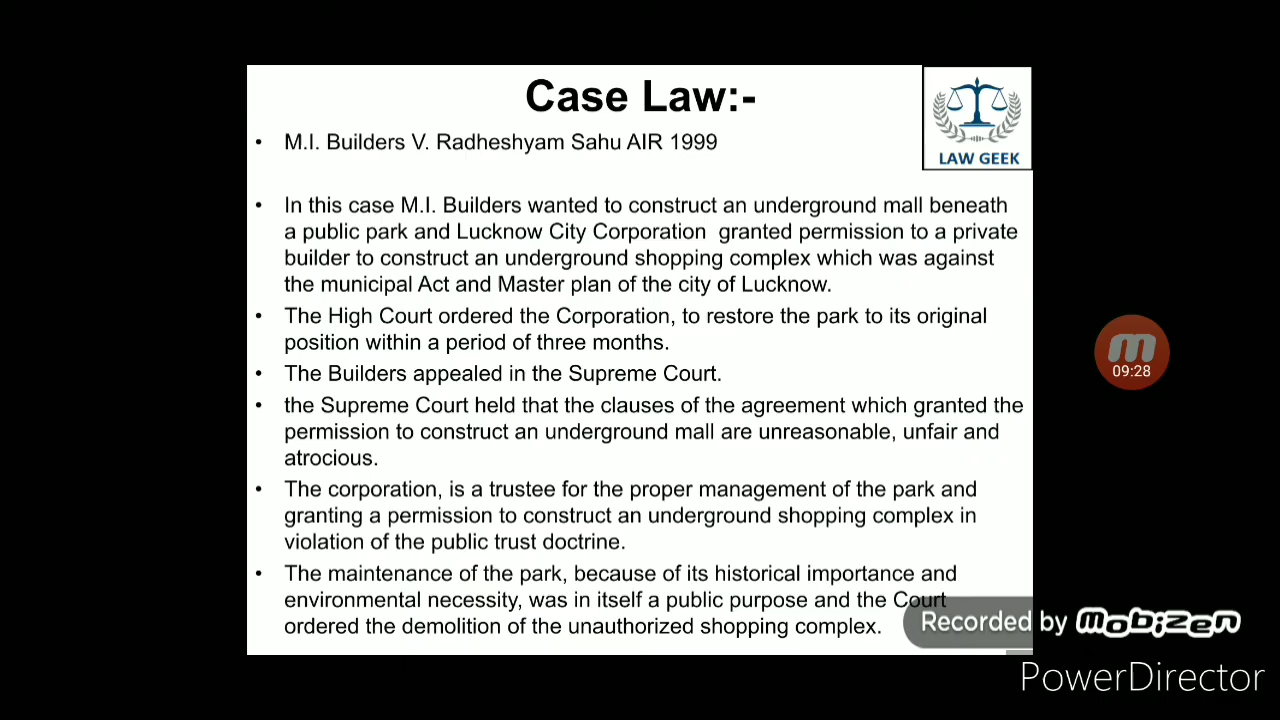 Case Law:-
LAW GEEK
• M.I. Builders V. Radheshyam Sahu AIR 1999
• In this case M.I. Builders wanted to construct an underground mall beneath
a public park and Lucknow City Corporation granted permission to a private
builder to construct an underground shopping complex which was against
the municipal Act and Master plan of the city of Lucknow.
• The High Court ordered the Corporation, to restore the park to its original
position within a period of three months.
• The Builders appealed in the Supreme Court.
• the Supreme Court held that the clauses of the agreement which granted the
permission to construct an underground mall are unreasonable, unfair and
atrocious.
• The corporation, is a trustee for the proper management of the park and
granting a permission to construct an underground shopping complex in
violation of the public trust doctrine.
• The maintenance of the park, because of its historical importance and
environmental necessity, was in itself a public purpose and the Court
ordered the demolition of the unauthorized shopping complex.
09:28
Recorded by mobizen
PowerDirector